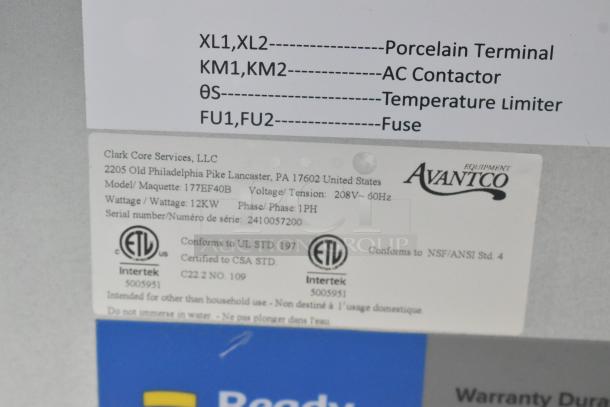 XL1,XL2-----------------Porcelain Terminal
KM1,KM2--------------AC Contactor
θS------------------------Temperature Limiter
FU1,FU2----------------Fuse
Clark Core Services, LLC
2205 Old Philadelphia Pike Lancaster, PA 17602 United States
Model/ Maquette: 177EF40B Voltage/ Tension: 208V~ 60Hz
Wattage / Wattage: 12KW Phase/ Phase: 1PH
Serial number/Numéro de série: 2410057200
EQUIPMENT
AVANTCO
C ETL US
Intertek
5005951
Conforms to UL STD. 197
Certified to CSA STD.
C22.2 NO. 109
ETL
Intertek
5005951
Conforms to NSF/ANSI Std. 4
Intended for other than household use - Non destiné à l'usage domestique
Do not immerse in water. - Ne pas plonger dans l'eau
Ready
Warranty Dura